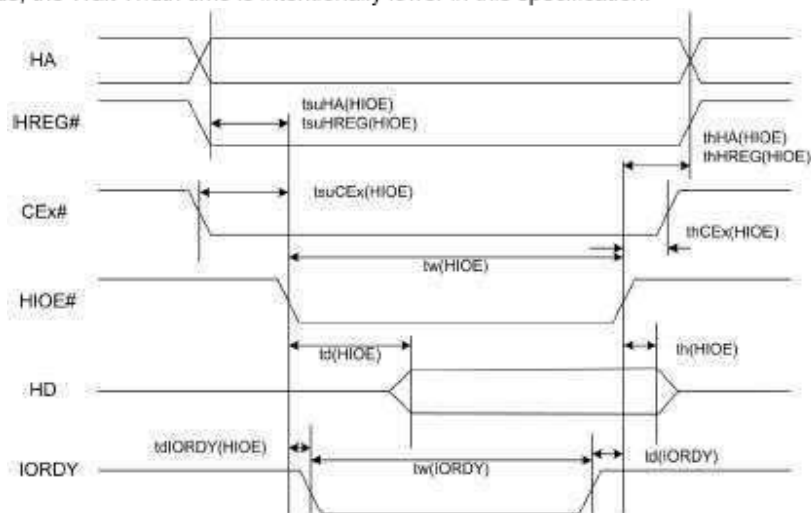 HA
tsuHA(HIOE)
HREG#
tsuHREG(HIOE)
thHA(HIOE)
thHREG(HIOE)
tsuCEx(HIOE)
CEx#
thCEx(HIOE)
tw(HIOE)
HIOE#
td(HIOE)
th(HIOE)
HD
tdIORDY(HIOE)
IORDY
tw(IORDY)
td(IORDY)